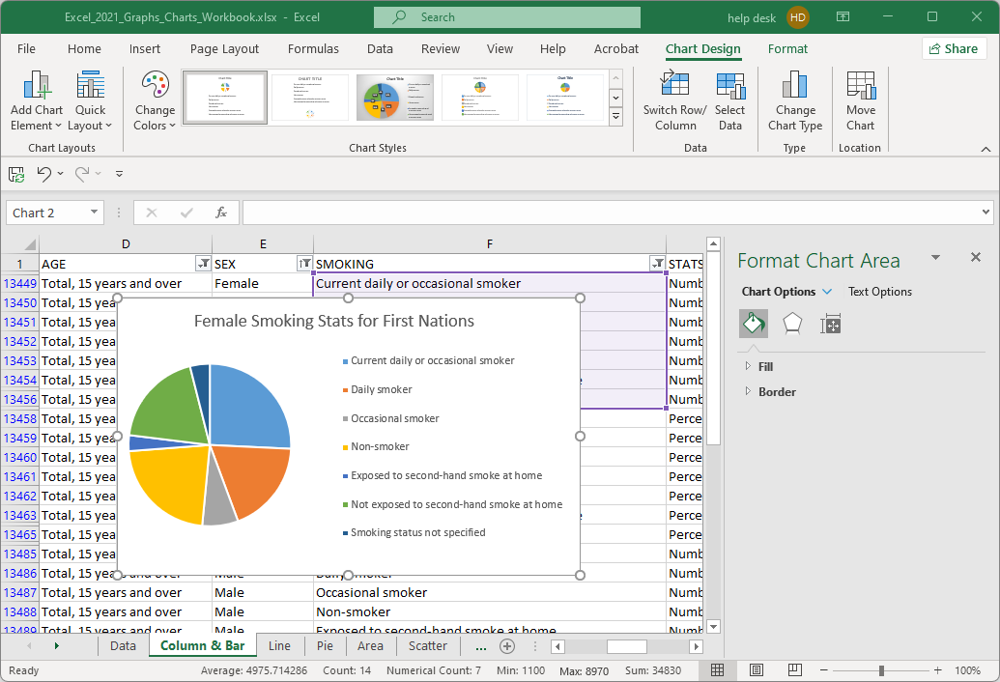 Excel_2021_Graphs_Charts_Workbook.xlsx - Excel
Search
help desk HD
File Home Insert Page Layout Formulas Data Review View Help Acrobat Chart Design Format Share
Add Chart Element
Quick Layout
Change Colors
Switch Row/ Column
Select Data
Change Chart Type
Move Chart
Chart Layouts Chart Styles Data Type Location
Chart 2 fx
D E F
1 AGE SEX SMOKING STATS
13449 Total, 15 years and over Female Current daily or occasional smoker Numb
13450 Total, 15 yea Numb
13451 Total, 15 yea Numb
13452 Total, 15 yea Numb
13453 Total, 15 yea Numb
13454 Total, 15 yea Numb
13456 Total, 15 yea Numb
13458 Total, 15 yea Perce
13459 Total, 15 yea Perce
13460 Total, 15 yea Perce
13461 Total, 15 yea Perce
13462 Total, 15 yea Perce
13463 Total, 15 yea Perce
13465 Total, 15 yea Perce
13485 Total, 15 yea Numb
13486 Total, 15 years and over Male Daily smoker Numb
13487 Total, 15 years and over Male Occasional smoker Numb
13488 Total, 15 years and over Male Non-smoker Numb
13489 Total, 15 years and over Male Exposed to second-hand smoke at home Numb
Female Smoking Stats for First Nations
Current daily or occasional smoker
Daily smoker
Occasional smoker
Non-smoker
Exposed to second-hand smoke at home
Not exposed to second-hand smoke at home
Smoking status not specified
Format Chart Area
Chart Options Text Options
Fill
Border
Data Column & Bar Line Pie Area Scatter ...
Ready Average: 4975.714286 Count: 14 Numerical Count: 7 Min: 1100 Max: 8970 Sum: 34830 100%